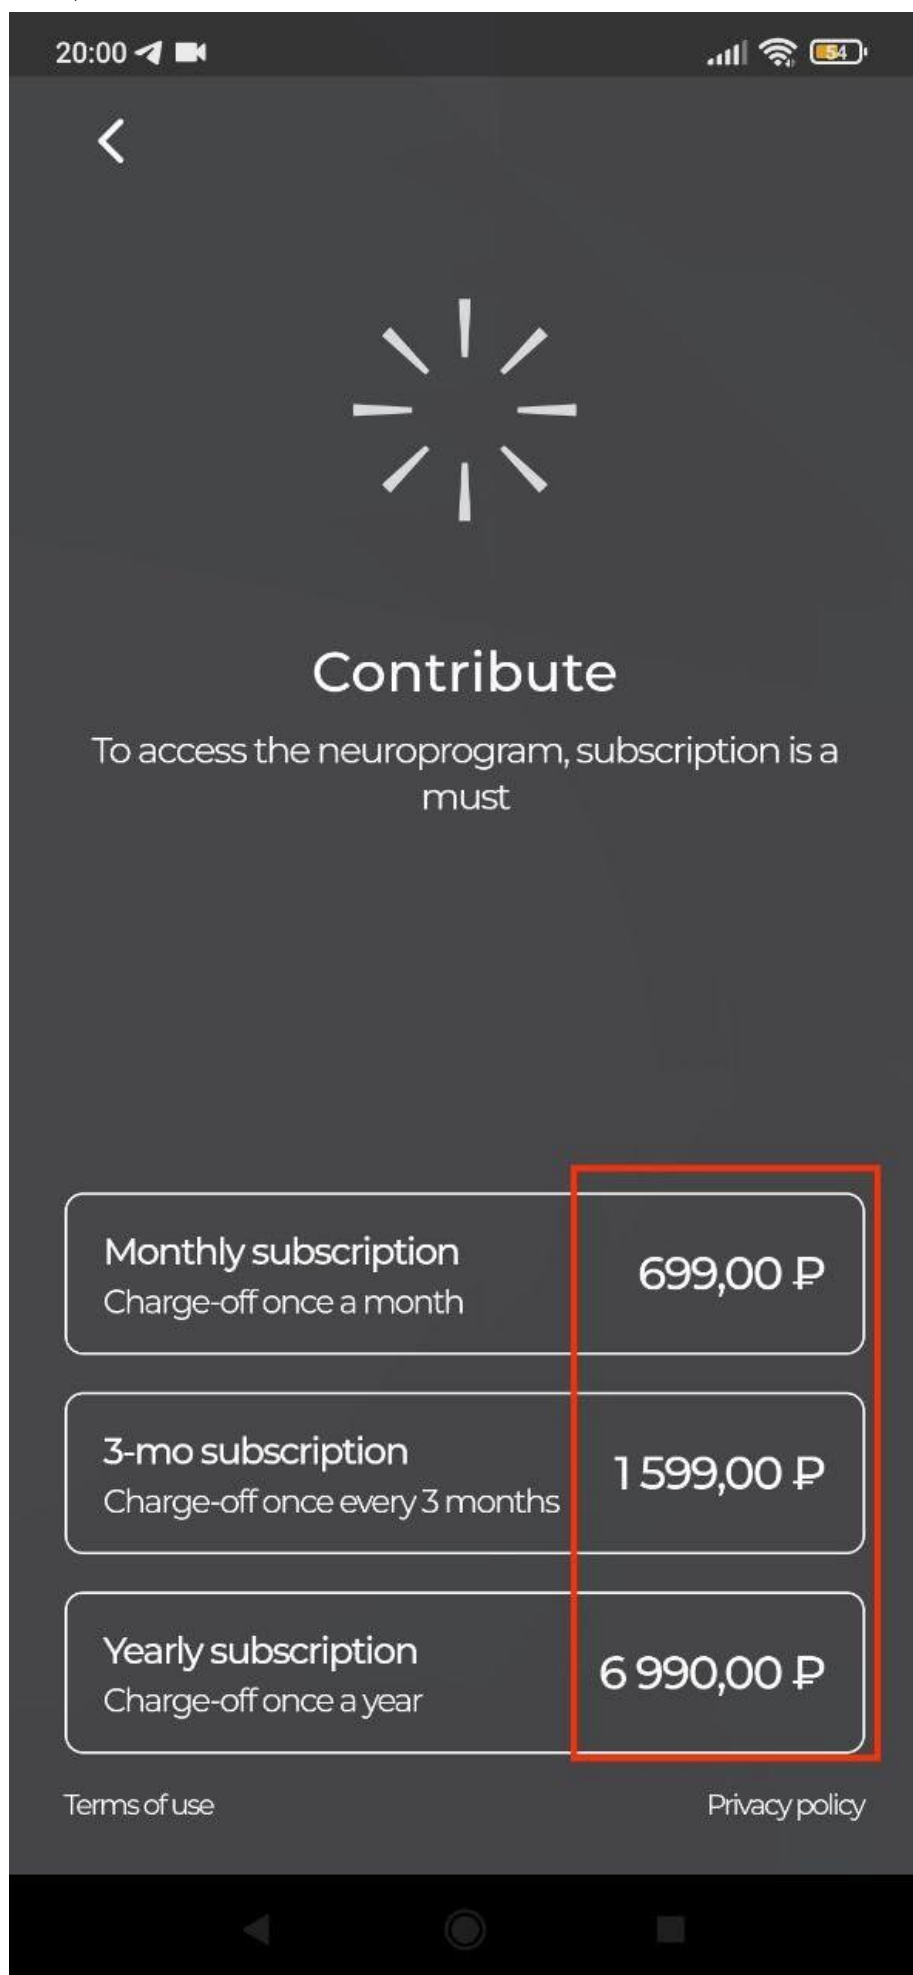 20:00
54
Contribute
To access the neuroprogram, subscription is a
must
Monthly subscription
Charge-off once a month
699,00 ₽
3-mo subscription
Charge-off once every 3 months
1 599,00 ₽
Yearly subscription
Charge-off once a year
6 990,00 ₽
Terms of use
Privacy policy